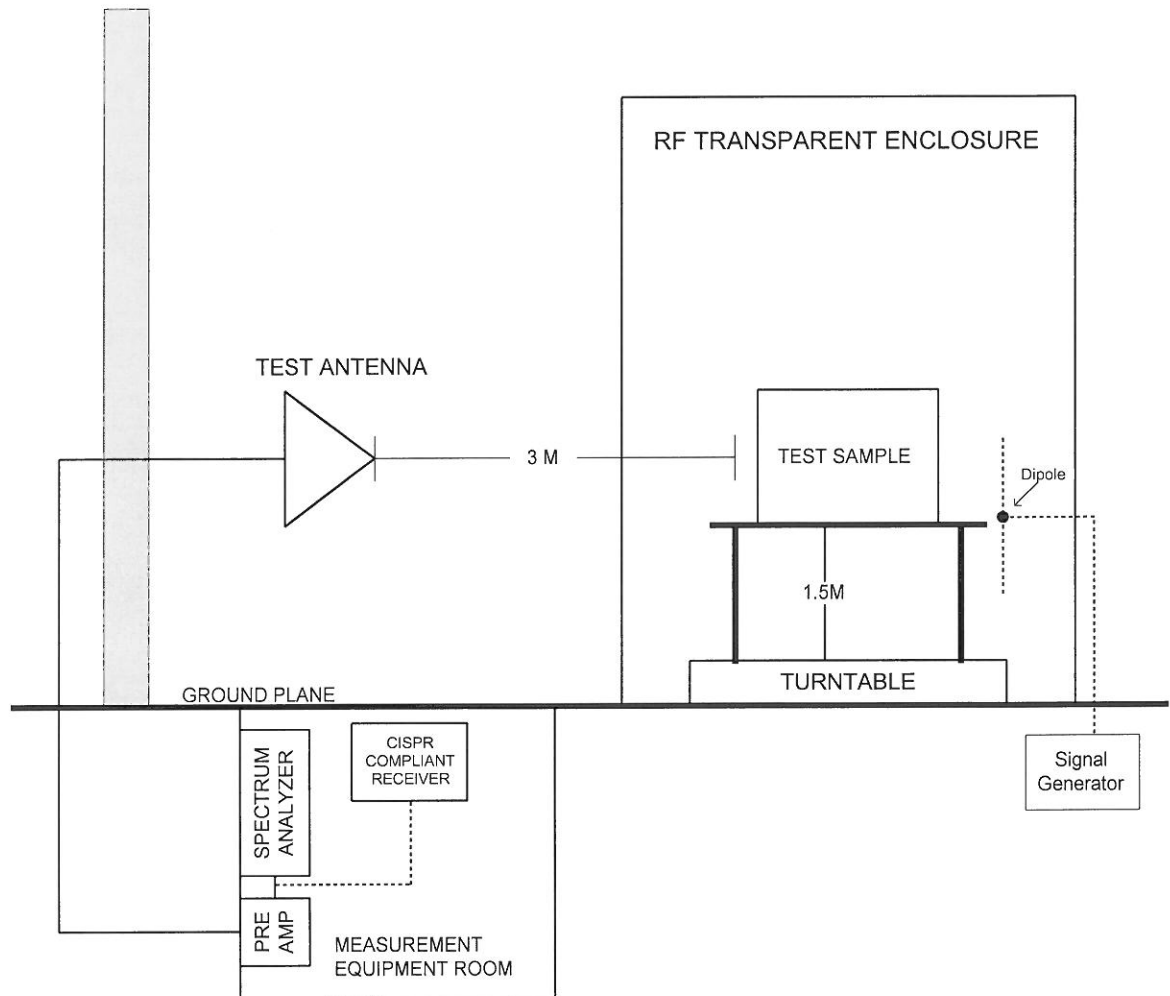 RF TRANSPARENT ENCLOSURE
TEST ANTENNA
3 M
TEST SAMPLE
Dipole
1.5M
TURNTABLE
GROUND PLANE
SPECTRUM
ANALYZER
CISPR
COMPLIANT
RECEIVER
Signal
Generator
PRE
AMP
MEASUREMENT
EQUIPMENT ROOM